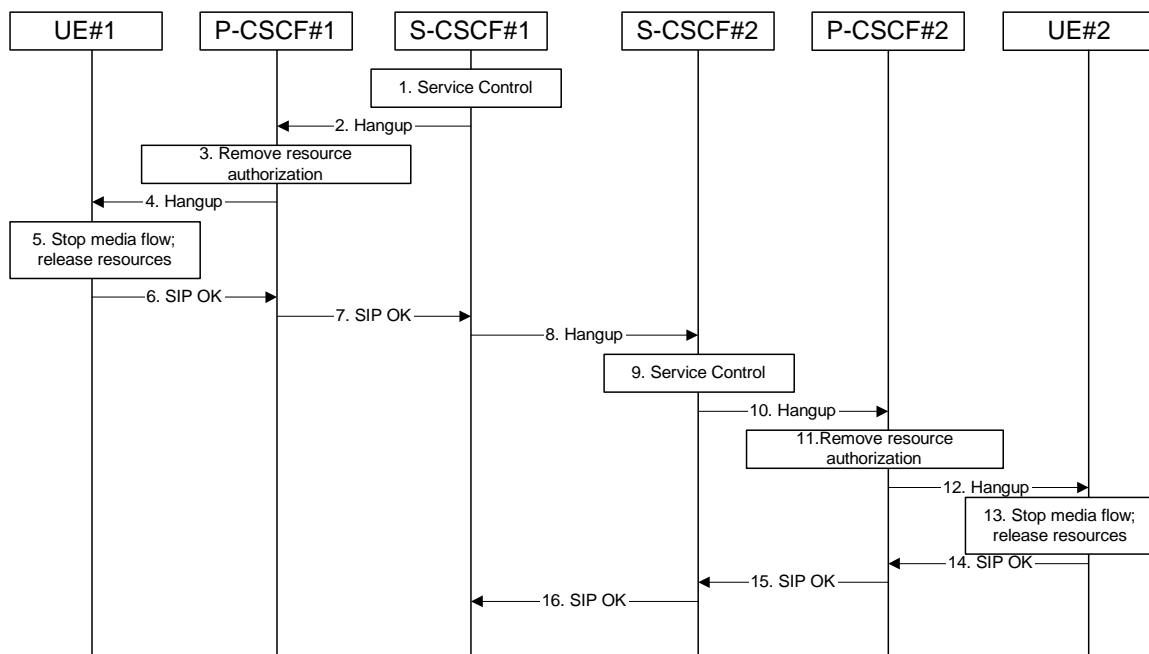 UE#1
P-CSCF#1
S-CSCF#1
S-CSCF#2
P-CSCF#2
UE#2
1. Service Control
2. Hangup
3. Remove resource
authorization
4. Hangup
5. Stop media flow;
release resources
6. SIP OK
7. SIP OK
8. Hangup
9. Service Control
10. Hangup
11.Remove resource
authorization
12. Hangup
13. Stop media flow;
release resources
14. SIP OK
15. SIP OK
16. SIP OK